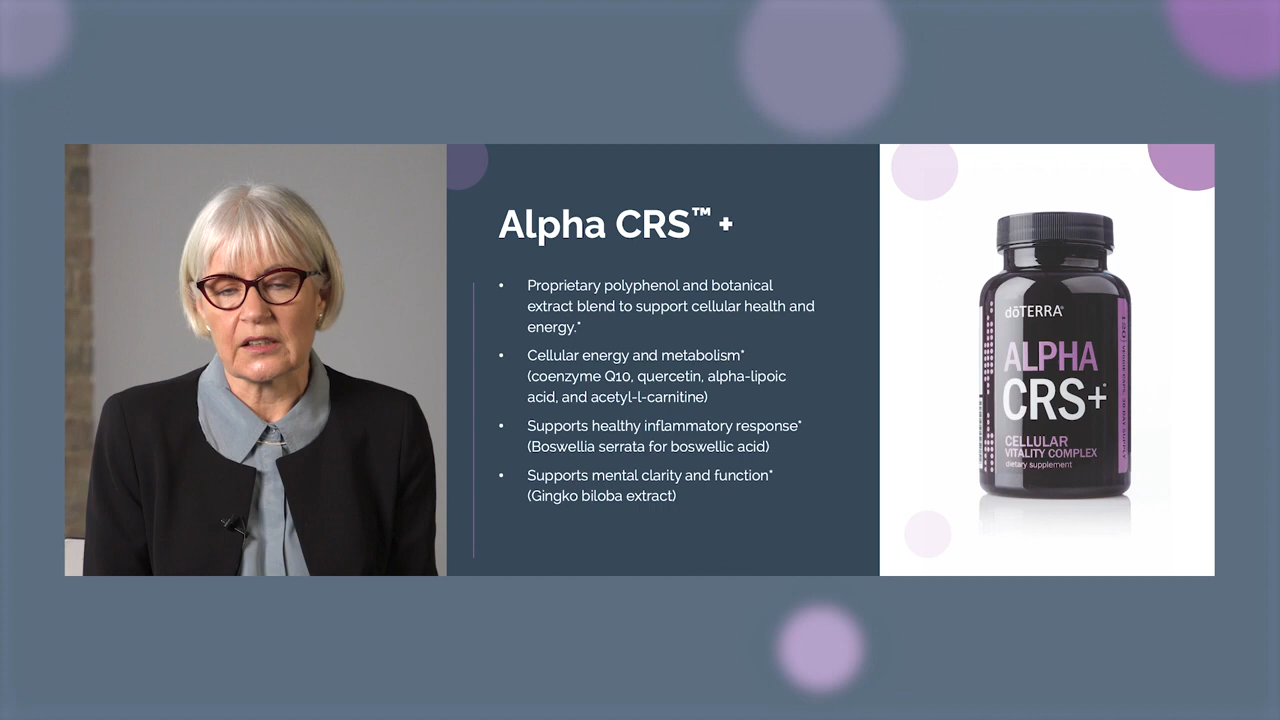 Alpha CRS™ +
• Proprietary polyphenol and botanical
extract blend to support cellular health and
energy.*
• Cellular energy and metabolism*
(coenzyme Q10, quercetin, alpha-lipoic
acid, and acetyl-l-carnitine)
• Supports healthy inflammatory response*
(Boswellia serrata for boswellic acid)
• Supports mental clarity and function*
(Gingko biloba extract)
dōTERRA®
ALPHA
CRS+®
CELLULAR
VITALITY COMPLEX
dietary supplement